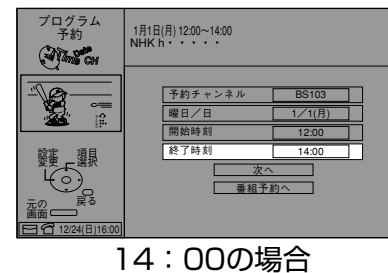 プログラム
予約
Time Date CH
1月1日(月) 12:00〜14:00
NHK h・・・・・
予約チャンネル BS103
曜日／日 1／1(月)
開始時刻 12:00
終了時刻 14:00
次へ
番組予約へ
設定 項目
変更 選択
元の 戻る
画面
12/24(日)16:00
14：00の場合